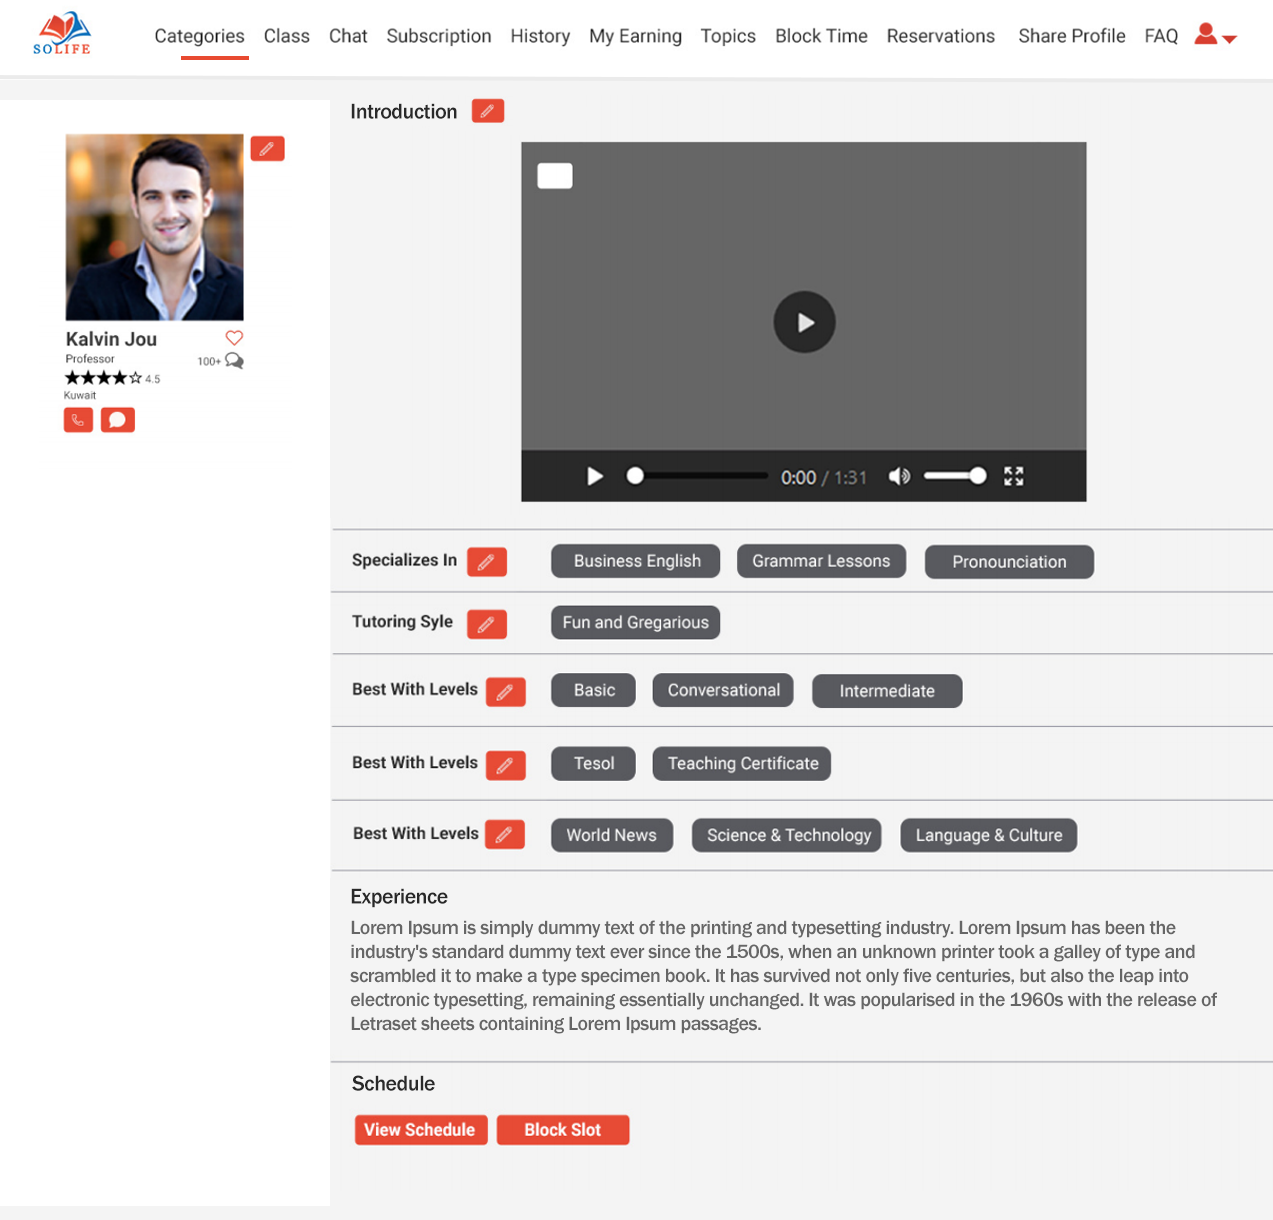 SOLIFE
Categories Class Chat Subscription History My Earning Topics Block Time Reservations Share Profile FAQ
Introduction
Kalvin Jou
Professor
100+
4.5
Kuwait
0:00 / 1:31
Specializes In Business English Grammar Lessons Pronounciation
Tutoring Syle Fun and Gregarious
Best With Levels Basic Conversational Intermediate
Best With Levels Tesol Teaching Certificate
Best With Levels World News Science & Technology Language & Culture
Experience
Lorem Ipsum is simply dummy text of the printing and typesetting industry. Lorem Ipsum has been the
industry's standard dummy text ever since the 1500s, when an unknown printer took a galley of type and
scrambled it to make a type specimen book. It has survived not only five centuries, but also the leap into
electronic typesetting, remaining essentially unchanged. It was popularised in the 1960s with the release of
Letraset sheets containing Lorem Ipsum passages.
Schedule
View Schedule Block Slot